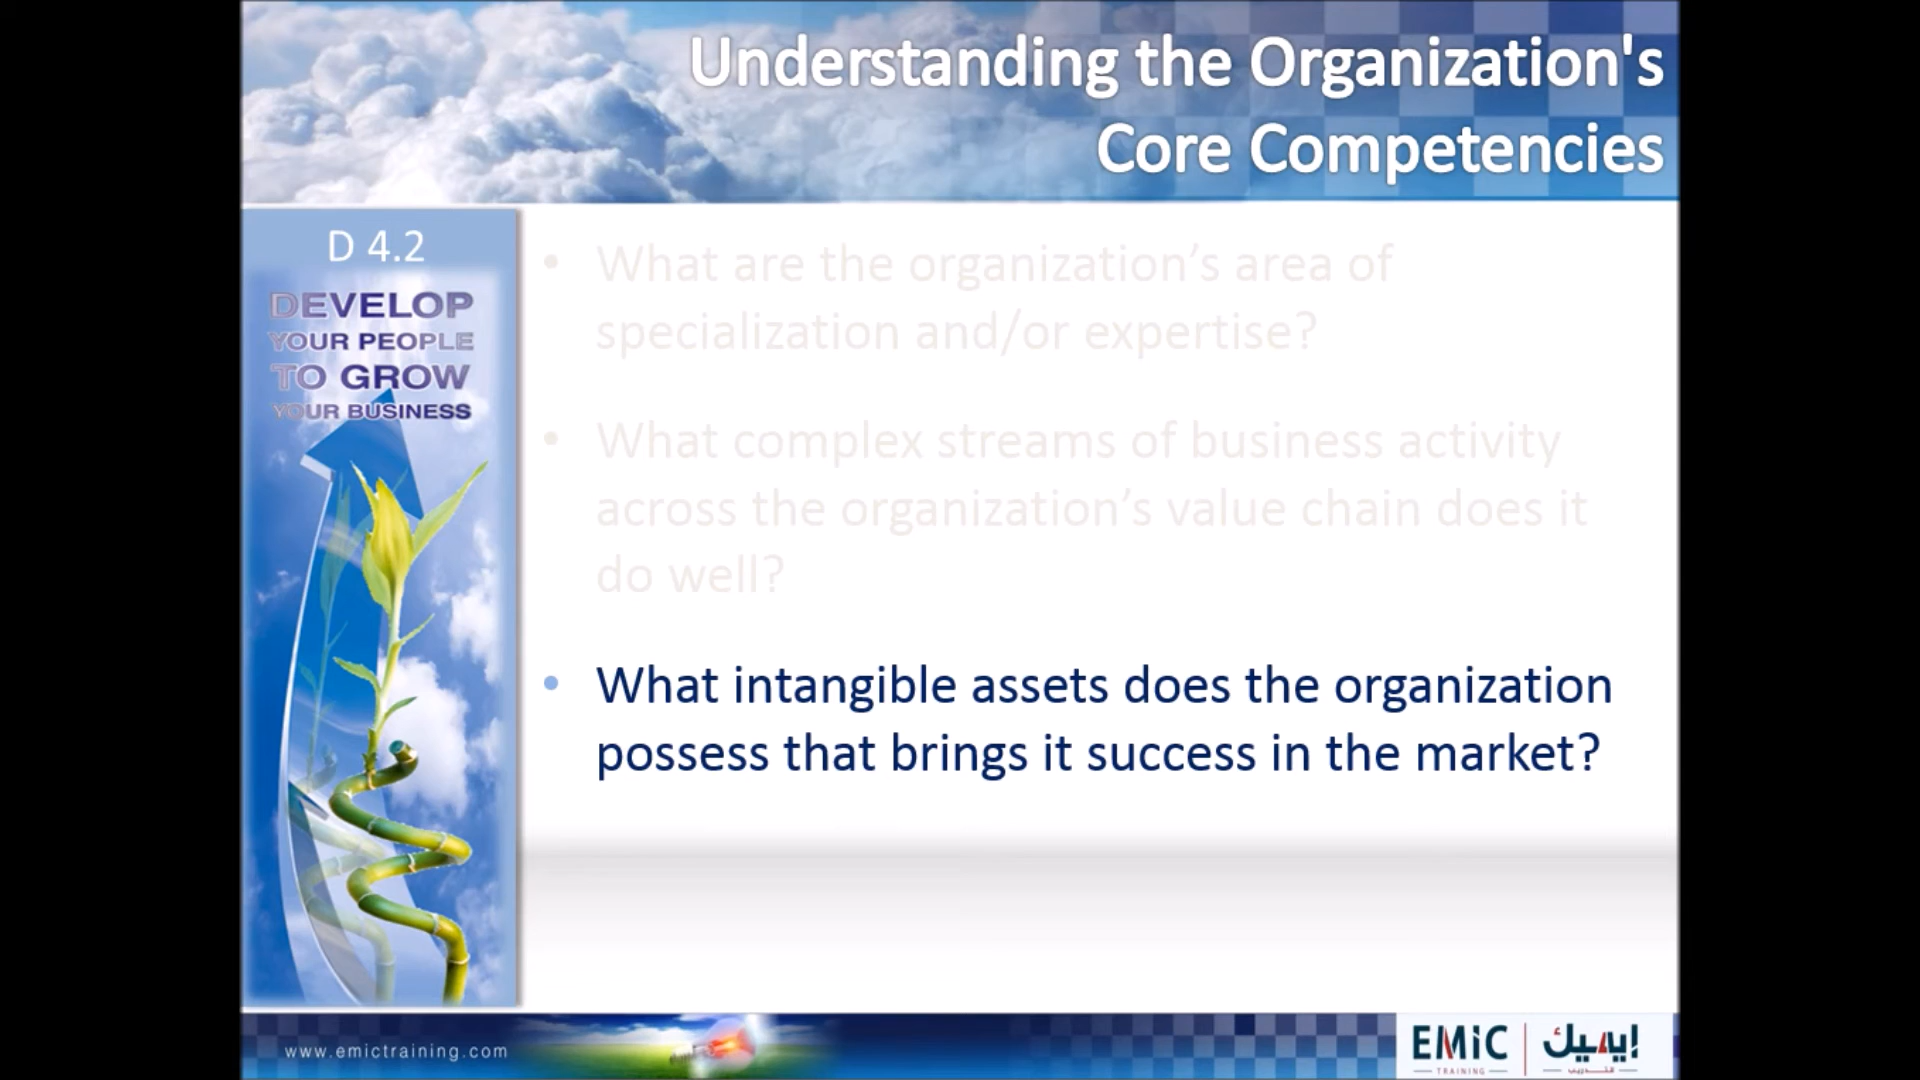 Understanding the Organization's
Core Competencies
D 4.2
DEVELOP
YOUR PEOPLE
TO GROW
YOUR BUSINESS
• What are the organization’s area of
specialization and/or expertise?
• What complex streams of business activity
across the organization’s value chain does it
do well?
• What intangible assets does the organization
possess that brings it success in the market?
www.emictraining.com
EMiC
TRAINING
إيميك
للتدريب